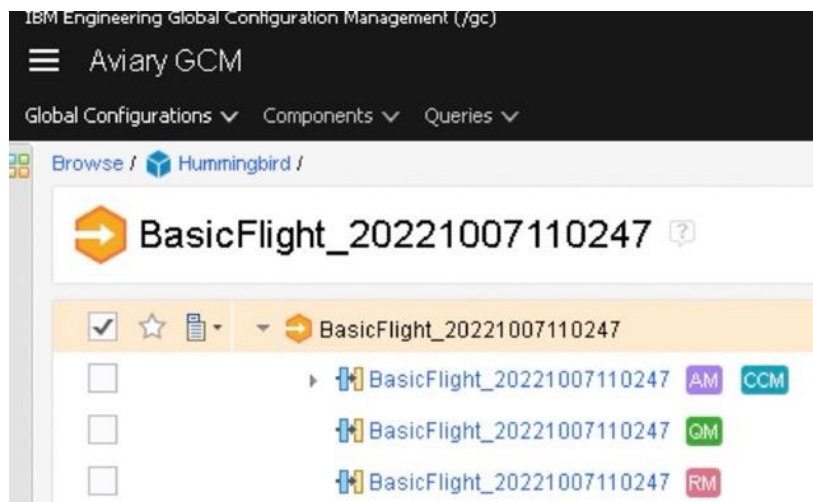 IBM Engineering Global Configuration Management (/gc)
Aviary GCM
Global Configurations Components Queries
Browse / Hummingbird /
BasicFlight_20221007110247 ?
BasicFlight_20221007110247
BasicFlight_20221007110247 AM CCM
BasicFlight_20221007110247 QM
BasicFlight_20221007110247 RM